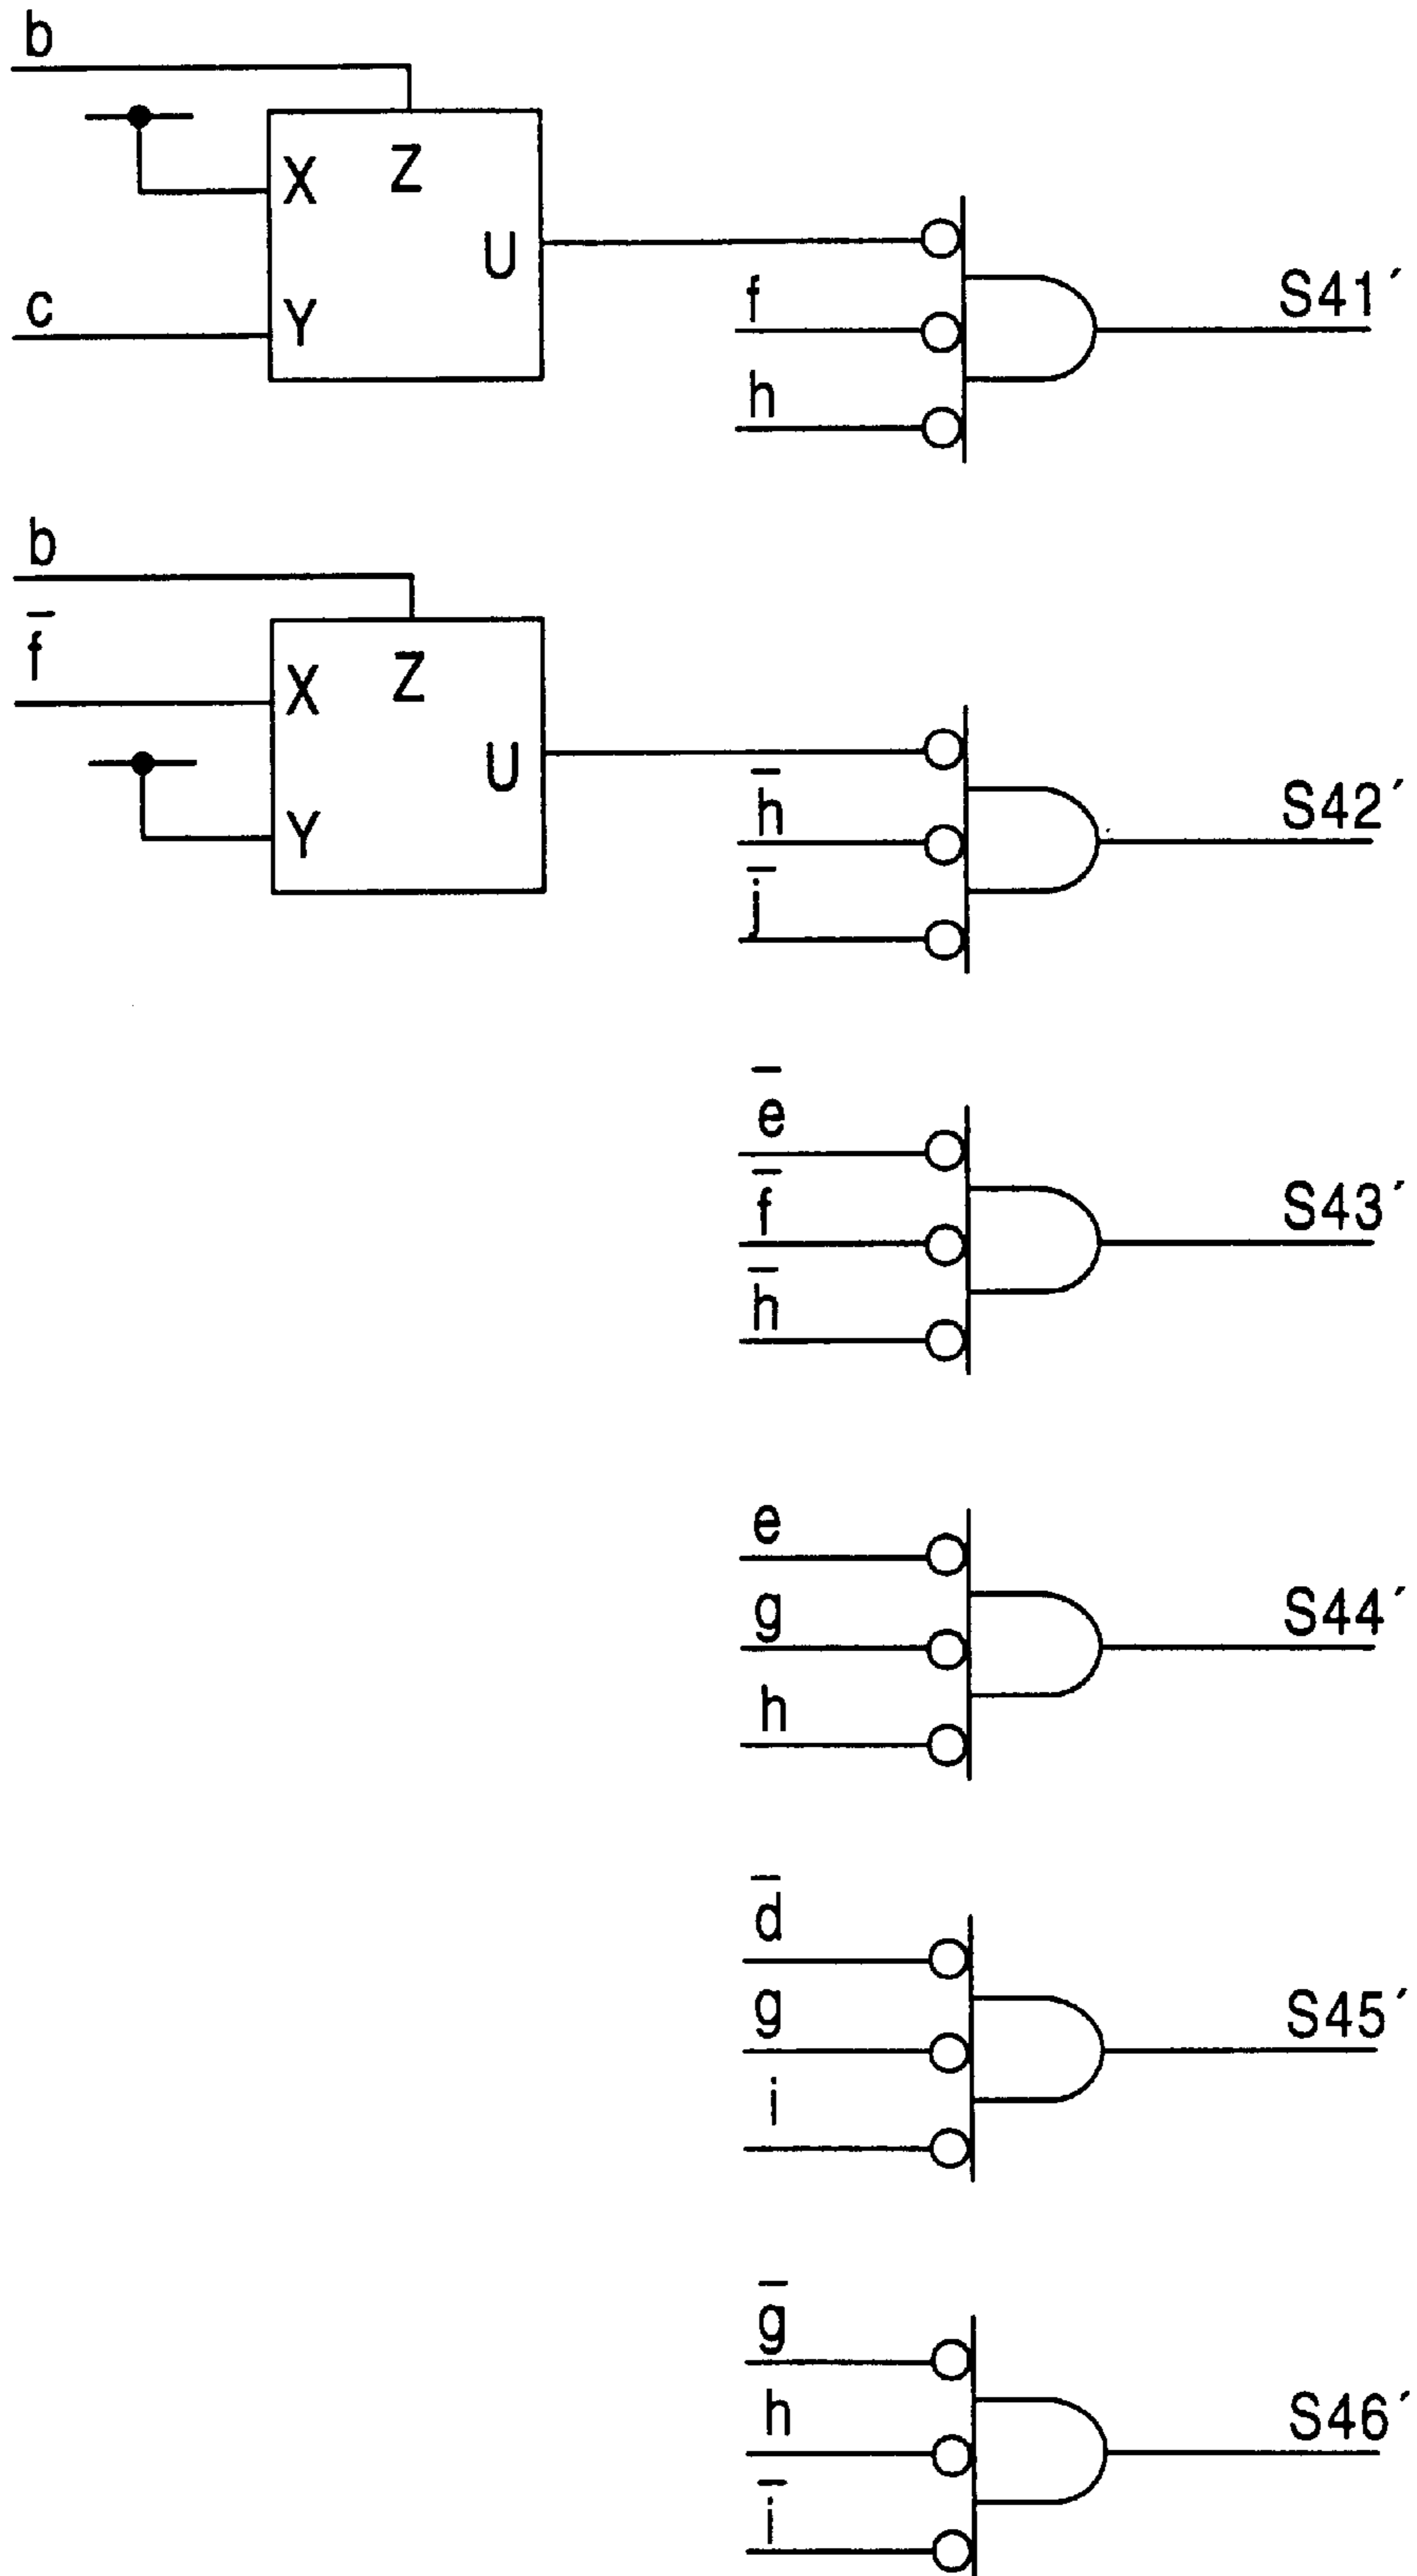 b
X Z
U
c Y
f
h
S41′
b
f̅
X Z
U
Y
h̅
j̅
S42′
e̅
f̅
h̅
S43′
e
g
h
S44′
d̅
g
i
S45′
g̅
h
i̅
S46′